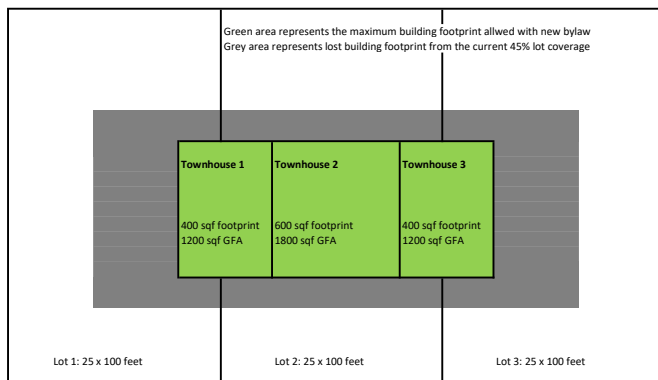 Green area represents the maximum building footprint allwed with new bylaw
Grey area represents lost building footprint from the current 45% lot coverage
Townhouse 1
Townhouse 2
Townhouse 3
400 sqf footprint
600 sqf footprint
400 sqf footprint
1200 sqf GFA
1800 sqf GFA
1200 sqf GFA
Lot 1: 25 x 100 feet
Lot 2: 25 x 100 feet
Lot 3: 25 x 100 feet